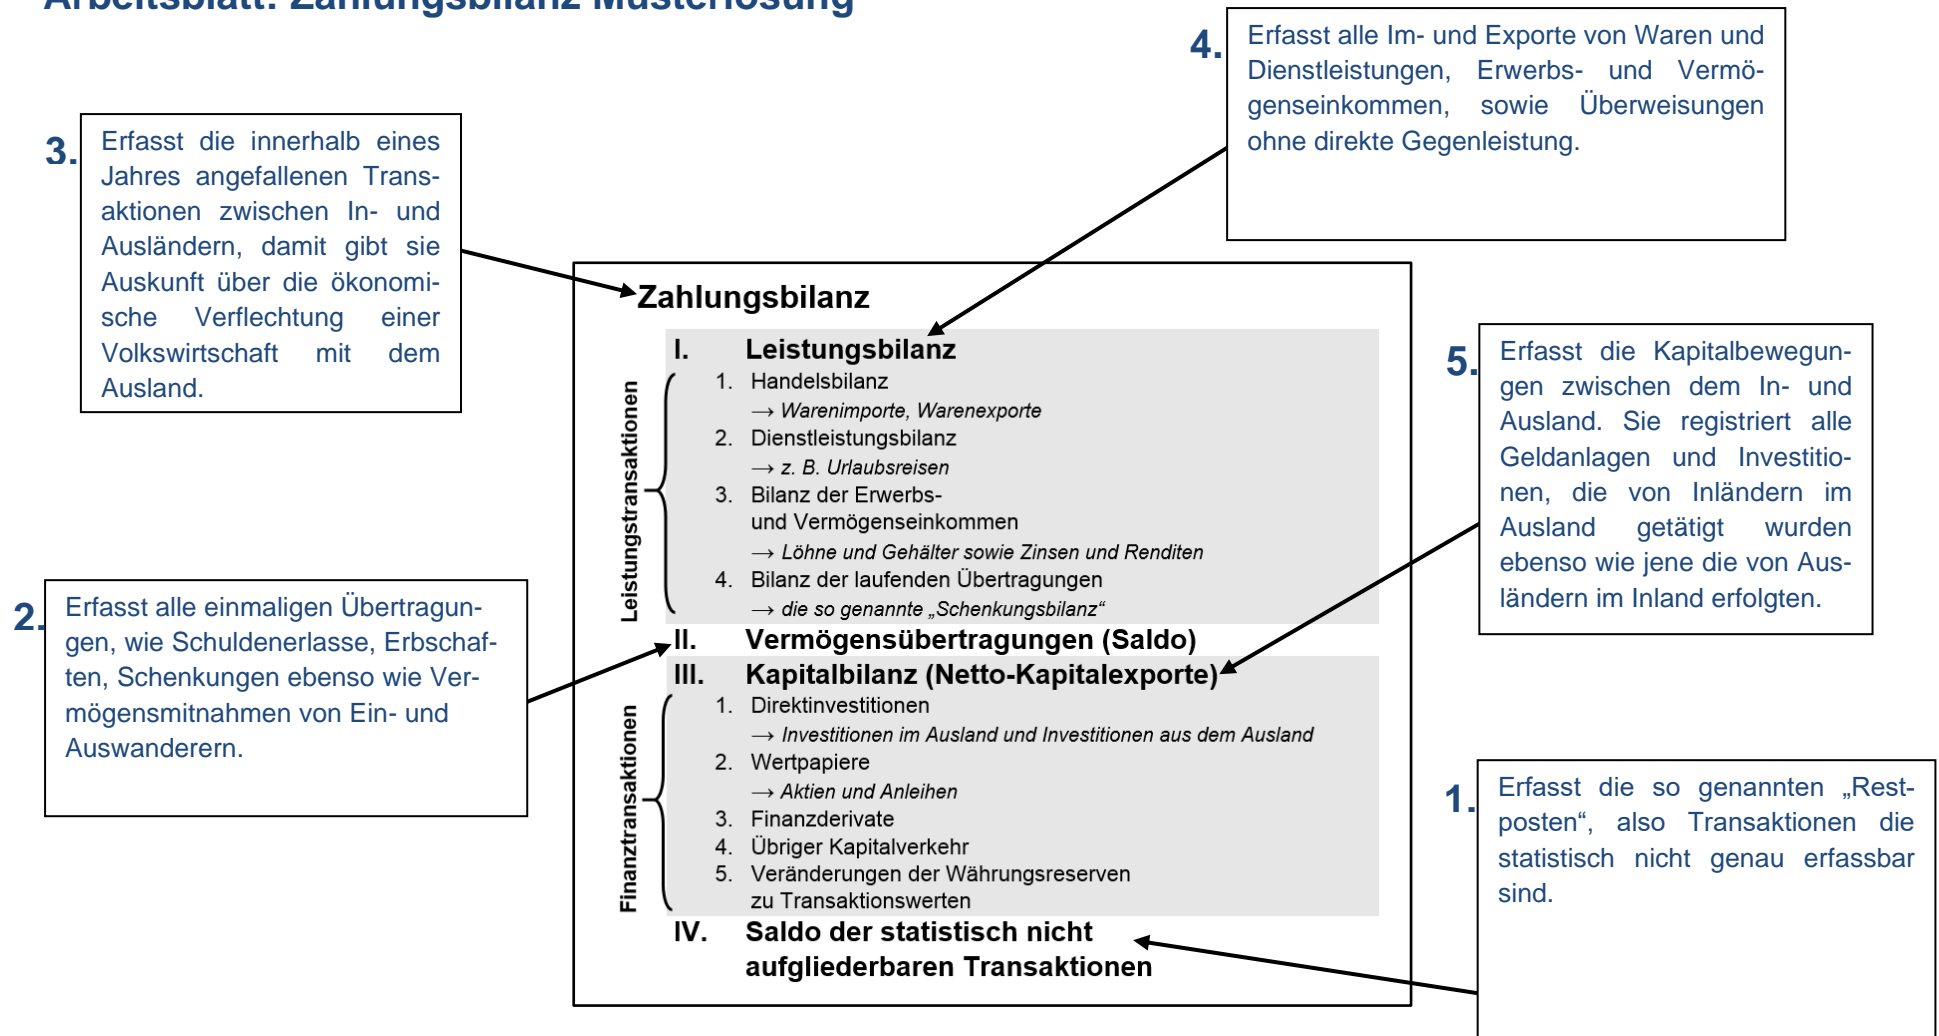 Arbeitsblatt: Zahlungsbilanz Musterlösung
4.
Erfasst alle Im- und Exporte von Waren und
Dienstleistungen, Erwerbs- und Vermö-
genseinkommen, sowie Überweisungen
ohne direkte Gegenleistung.
3.
Erfasst die innerhalb eines
Jahres angefallenen Trans-
aktionen zwischen In- und
Ausländern, damit gibt sie
Auskunft über die ökonomi-
sche Verflechtung einer
Volkswirtschaft mit dem
Ausland.
Zahlungsbilanz
I. Leistungsbilanz
Leistungstransaktionen
1. Handelsbilanz
→ Warenimporte, Warenexporte
2. Dienstleistungsbilanz
→ z. B. Urlaubsreisen
3. Bilanz der Erwerbs-
und Vermögenseinkommen
→ Löhne und Gehälter sowie Zinsen und Renditen
4. Bilanz der laufenden Übertragungen
→ die so genannte „Schenkungsbilanz“
II. Vermögensübertragungen (Saldo)
III. Kapitalbilanz (Netto-Kapitalexporte)
Finanztransaktionen
1. Direktinvestitionen
→ Investitionen im Ausland und Investitionen aus dem Ausland
2. Wertpapiere
→ Aktien und Anleihen
3. Finanzderivate
4. Übriger Kapitalverkehr
5. Veränderungen der Währungsreserven
zu Transaktionswerten
IV. Saldo der statistisch nicht
aufgliederbaren Transaktionen
5.
Erfasst die Kapitalbewegun-
gen zwischen dem In- und
Ausland. Sie registriert alle
Geldanlagen und Investitio-
nen, die von Inländern im
Ausland getätigt wurden
ebenso wie jene die von Aus-
ländern im Inland erfolgten.
2.
Erfasst alle einmaligen Übertragun-
gen, wie Schuldenerlasse, Erbschaf-
ten, Schenkungen ebenso wie Ver-
mögensmitnahmen von Ein- und
Auswanderern.
1.
Erfasst die so genannten „Rest-
posten“, also Transaktionen die
statistisch nicht genau erfassbar
sind.